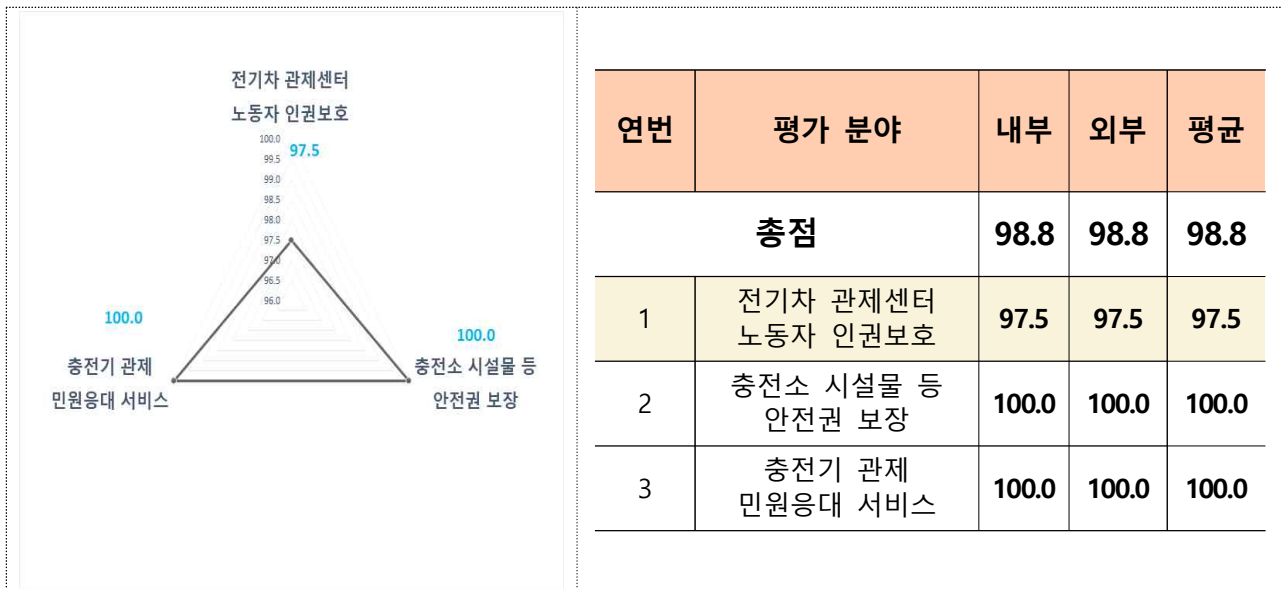 전기차 관제센터
노동자 인권보호
100.0
97.5
99.5
99.0
98.5
98.0
97.5
97.0
96.5
96.0
100.0
충전기 관제
민원응대 서비스
100.0
충전소 시설물 등
안전권 보장
연번 평가 분야 내부 외부 평균
총점 98.8 98.8 98.8
1 전기차 관제센터 노동자 인권보호 97.5 97.5 97.5
2 충전소 시설물 등 안전권 보장 100.0 100.0 100.0
3 충전기 관제 민원응대 서비스 100.0 100.0 100.0